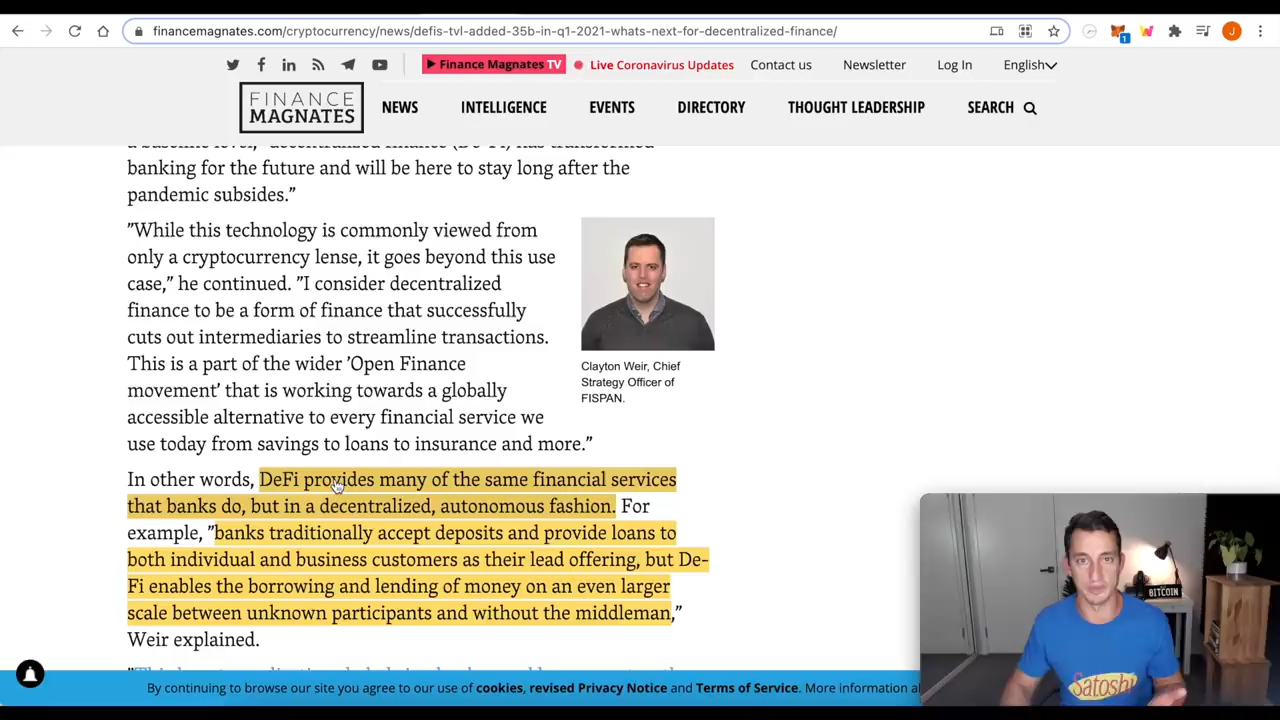 financemagnates.com/cryptocurrency/news/defis-tvl-added-35b-in-q1-2021-whats-next-for-decentralized-finance/
1
J
Finance Magnates TV
Live Coronavirus Updates
Contact us
Newsletter
Log In
English
FINANCE
MAGNATES
NEWS
INTELLIGENCE
EVENTS
DIRECTORY
THOUGHT LEADERSHIP
SEARCH
a baseline level, "decentralized finance (De-Fi) has transformed
banking for the future and will be here to stay long after the
pandemic subsides.”
”While this technology is commonly viewed from
only a cryptocurrency lense, it goes beyond this use
case,” he continued. ”I consider decentralized
finance to be a form of finance that successfully
cuts out intermediaries to streamline transactions.
This is a part of the wider ’Open Finance
movement’ that is working towards a globally
accessible alternative to every financial service we
use today from savings to loans to insurance and more.”
Clayton Weir, Chief
Strategy Officer of
FISPAN.
In other words, DeFi provides many of the same financial services
that banks do, but in a decentralized, autonomous fashion. For
example, ”banks traditionally accept deposits and provide loans to
both individual and business customers as their lead offering, but De-
Fi enables the borrowing and lending of money on an even larger
scale between unknown participants and without the middleman,”
Weir explained.
By continuing to browse our site you agree to our use of cookies, revised Privacy Notice and Terms of Service. More information
BITCOIN
Satoshi